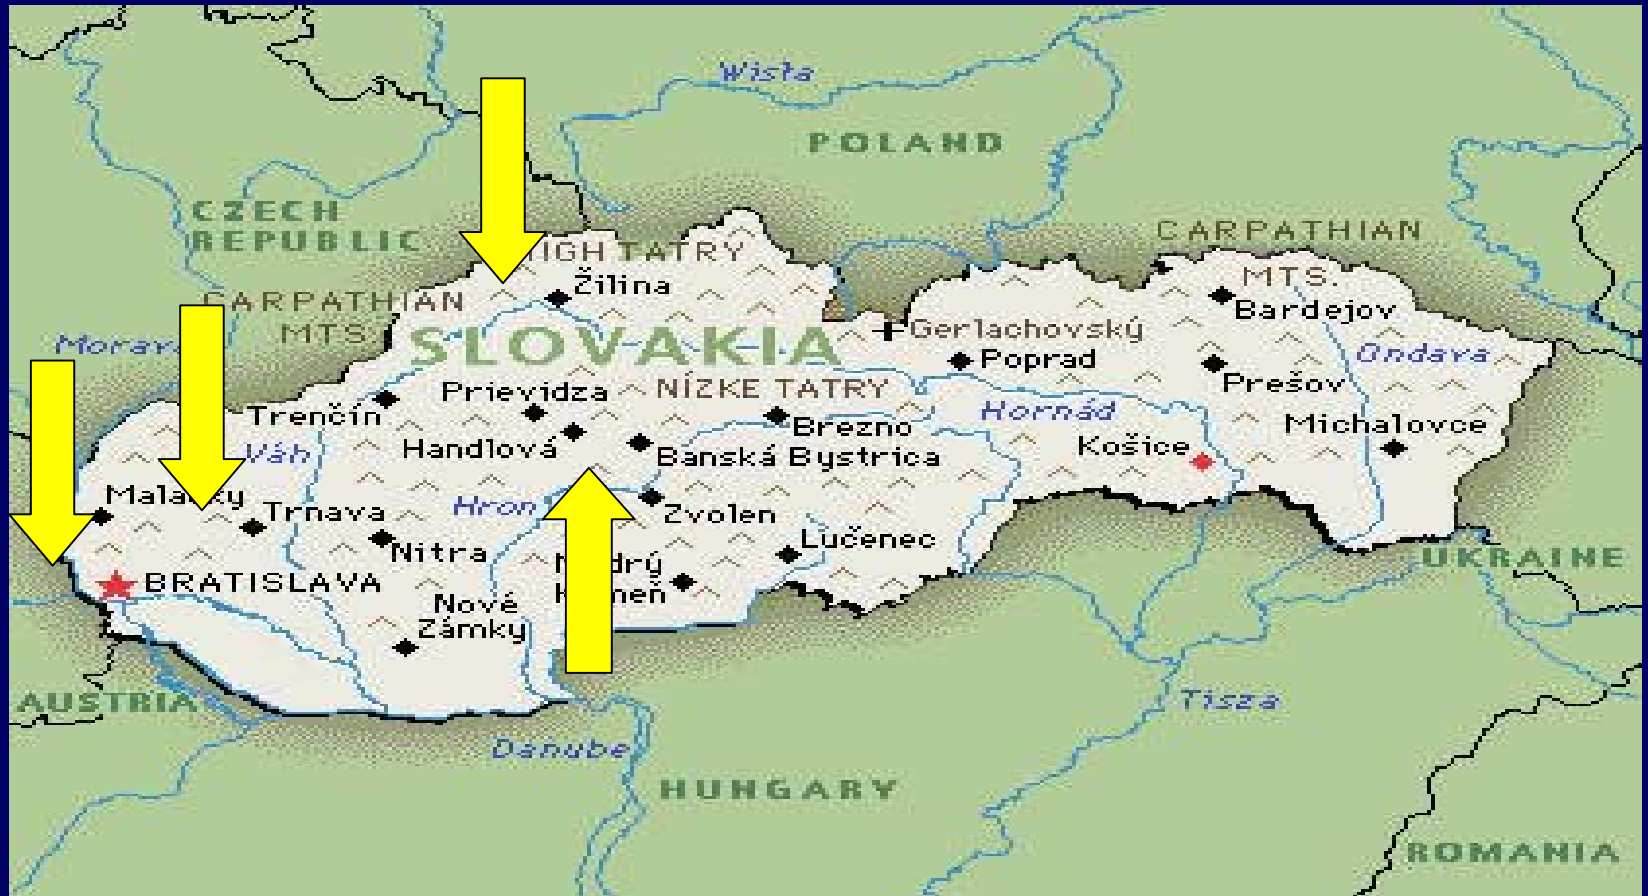 Wisła
POLAND
CZECH
REPUBLIC
CARPATHIAN
MTS.
HIGH TATRY
Žilina
Bardejov
CARPATHIAN
MTS.
SLOVAKIA
Gerlachovský
Morava
Poprad
Ondava
Prešov
Prievidza
NÍZKE TATRY
Trenčín
Hornád
Brezno
Michalovce
Handlová
Košice
Váh
Banská Bystrica
Malacky
Trnava
Hron
Zvolen
Nitra
Lučenec
BRATISLAVA
UKRAINE
Nové
Zámky
AUSTRIA
Tisza
Danube
HUNGARY
ROMANIA